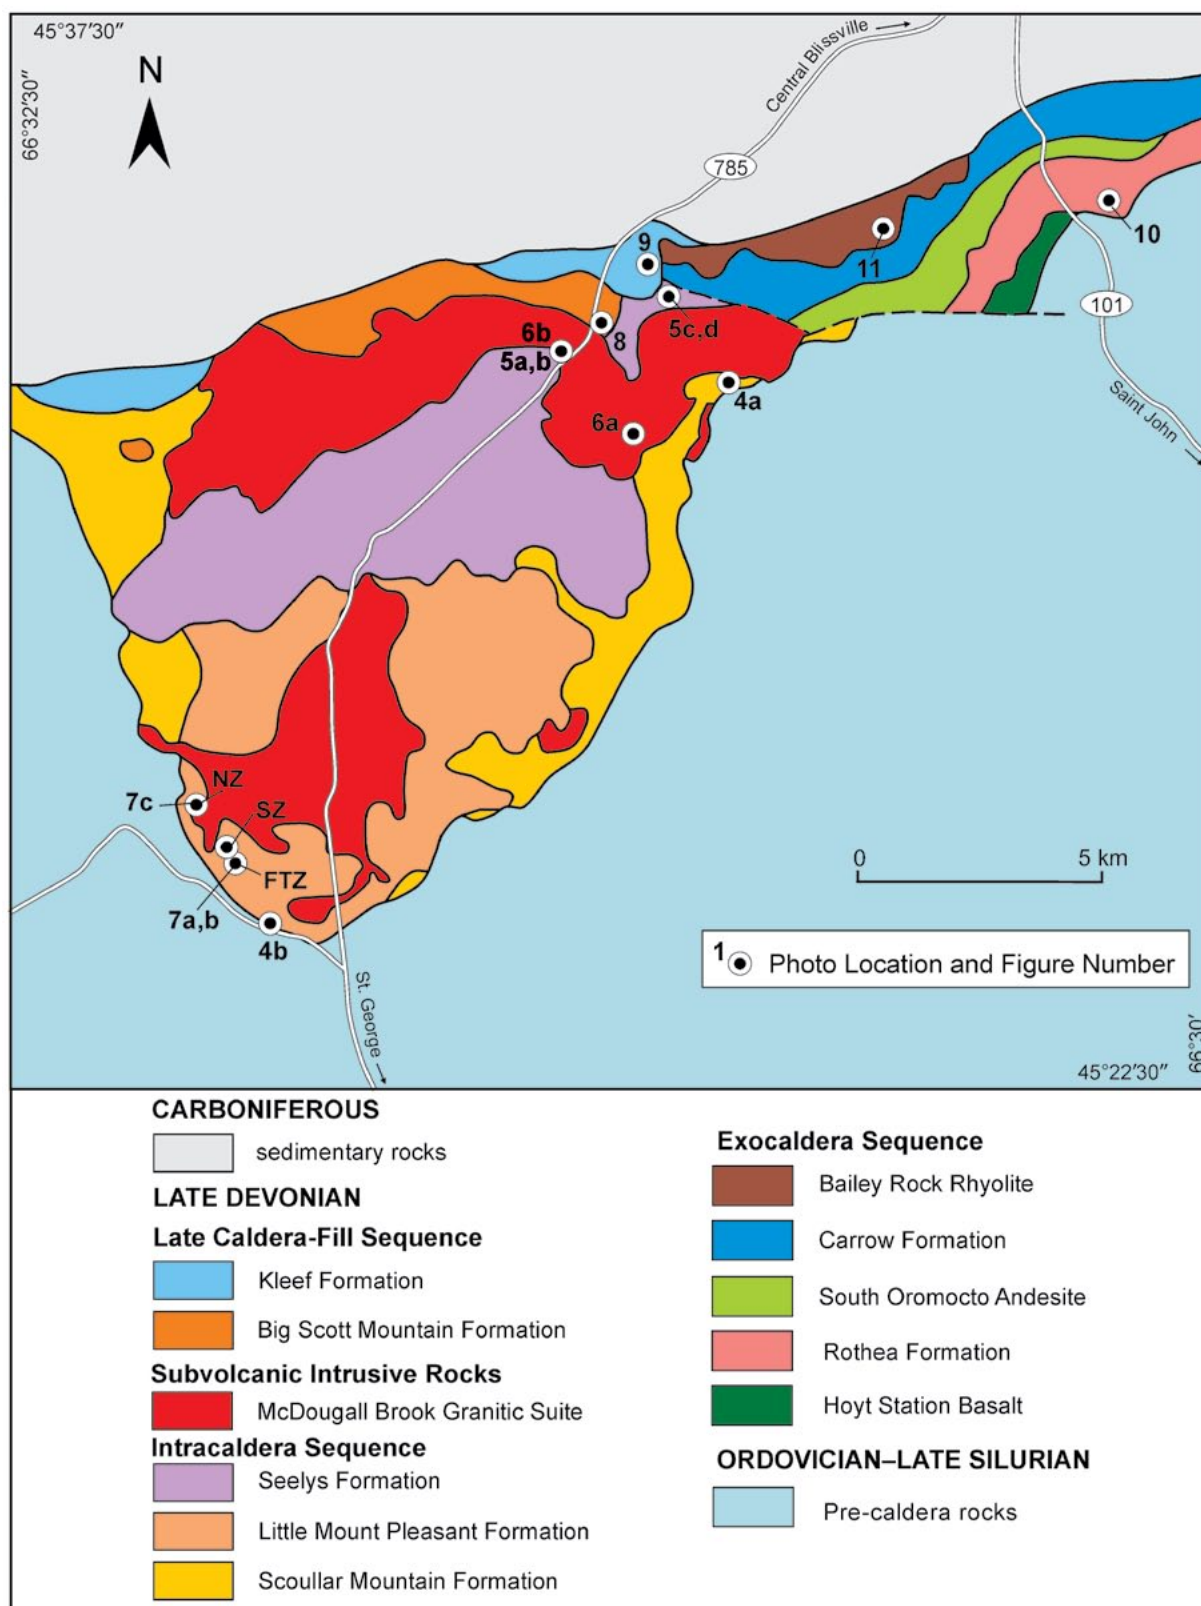 45°37′30″
66°32′30″
N
Central Blissville
785
9
11
10
101
6b
5a,b
8
5c,d
4a
6a
Saint John
NZ
7c
SZ
FTZ
7a,b
4b
St. George
0 5 km
1 Photo Location and Figure Number
66°30′
45°22′30″
CARBONIFEROUS
sedimentary rocks
LATE DEVONIAN
Late Caldera-Fill Sequence
Kleef Formation
Big Scott Mountain Formation
Subvolcanic Intrusive Rocks
McDougall Brook Granitic Suite
Intracaldera Sequence
Seelys Formation
Little Mount Pleasant Formation
Scoullar Mountain Formation
Exocaldera Sequence
Bailey Rock Rhyolite
Carrow Formation
South Oromocto Andesite
Rothea Formation
Hoyt Station Basalt
ORDOVICIAN–LATE SILURIAN
Pre-caldera rocks